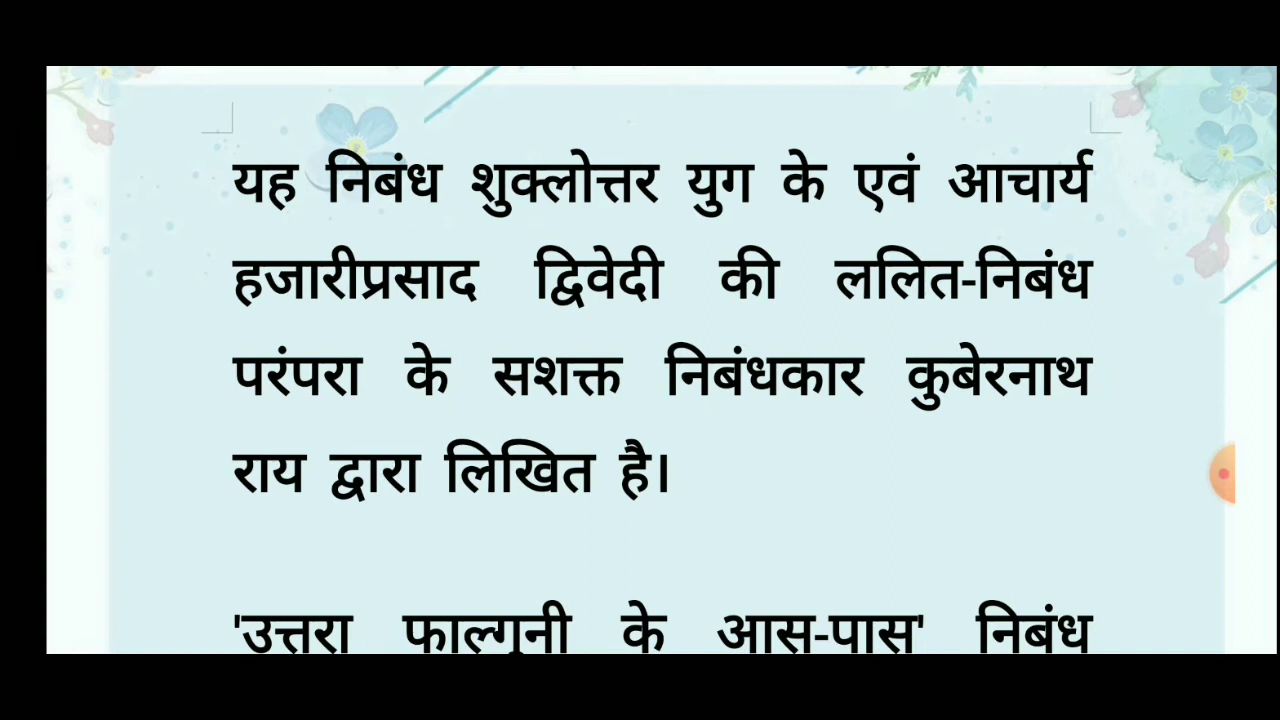 यह निबंध शुक्लोत्तर युग के एवं आचार्य
हजारीप्रसाद द्विवेदी की ललित-निबंध
परंपरा के सशक्त निबंधकार कुबेरनाथ
राय द्वारा लिखित है।
'उत्तरा फाल्गुनी के आस-पास' निबंध